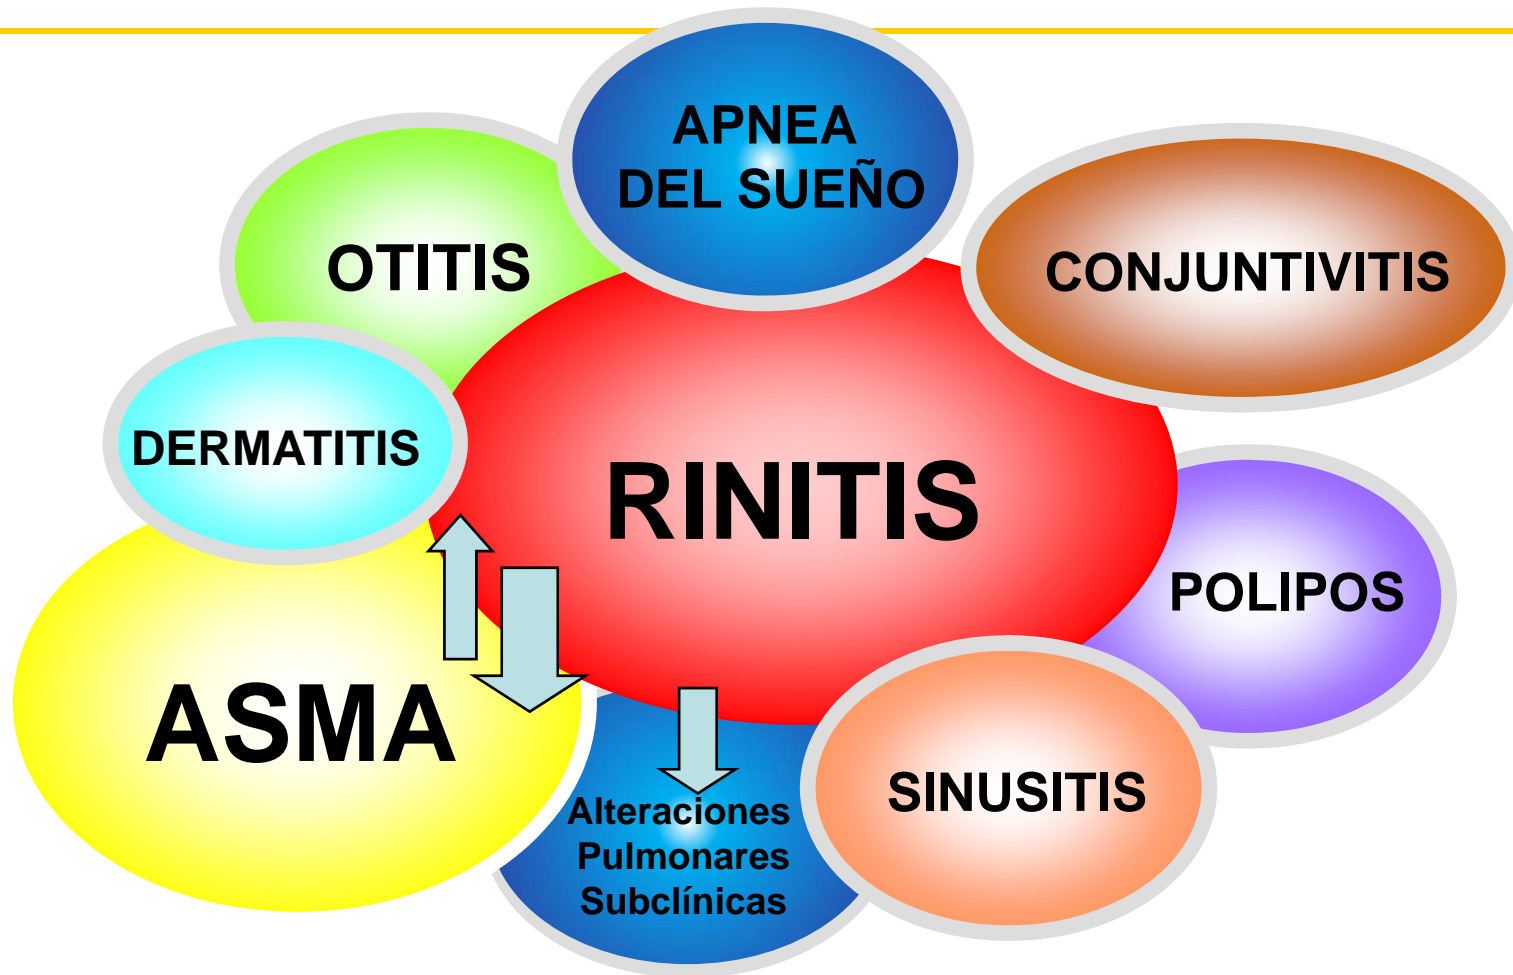 APNEA
DEL SUEÑO
OTITIS
CONJUNTIVITIS
DERMATITIS
RINITIS
POLIPOS
ASMA
SINUSITIS
Alteraciones
Pulmonares
Subclínicas